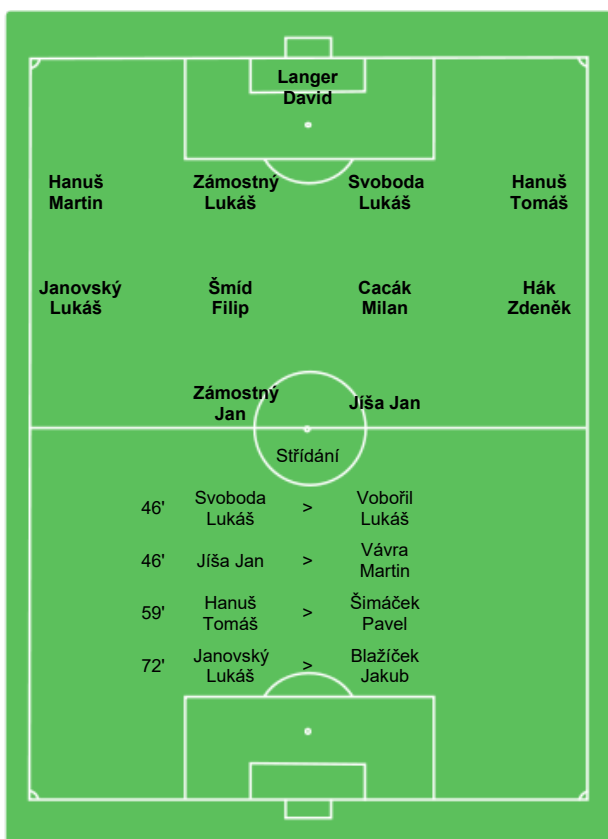 Langer
David
Hanuš Zámostný Svoboda Hanuš
Martin Lukáš Lukáš Tomáš
Janovský Šmíd Cacák Hák
Lukáš Filip Milan Zdeněk
Zámostný
Jan
Jíša Jan
Střídání
46' Svoboda Lukáš > Vobořil Lukáš
46' Jíša Jan > Vávra Martin
59' Hanuš Tomáš > Šimáček Pavel
72' Janovský Lukáš > Blažíček Jakub